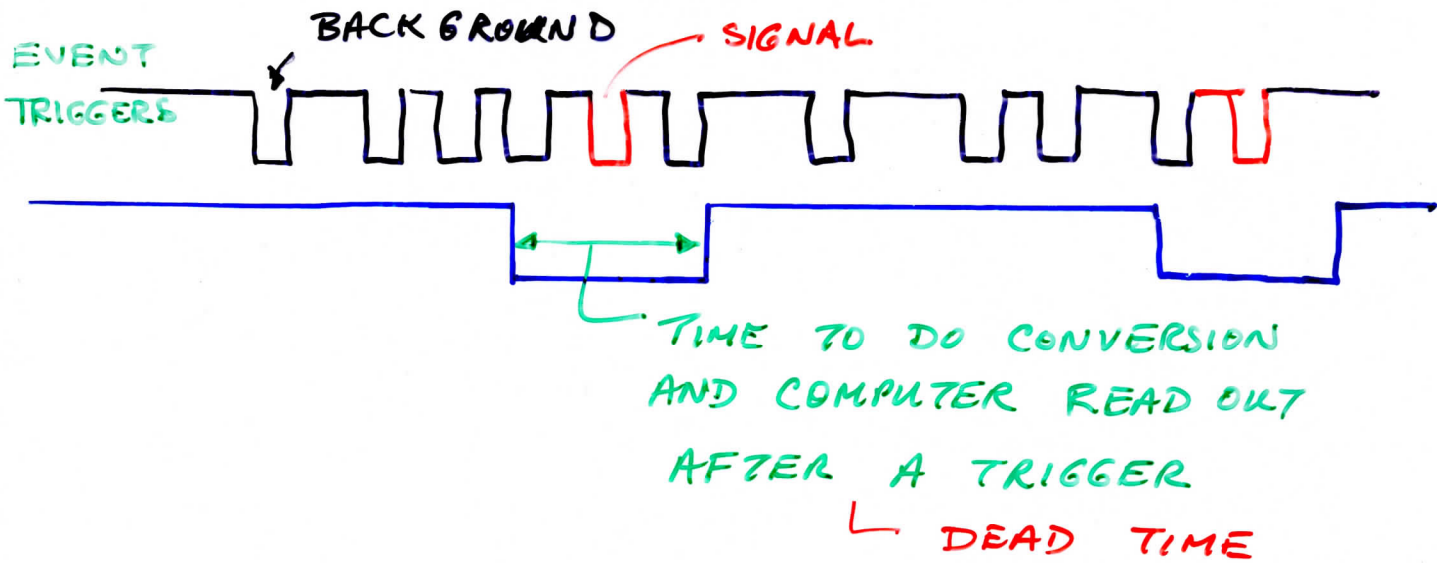 BACKGROUND
SIGNAL
EVENT
TRIGGERS
TIME TO DO CONVERSION
AND COMPUTER READ OUT
AFTER A TRIGGER
DEAD TIME